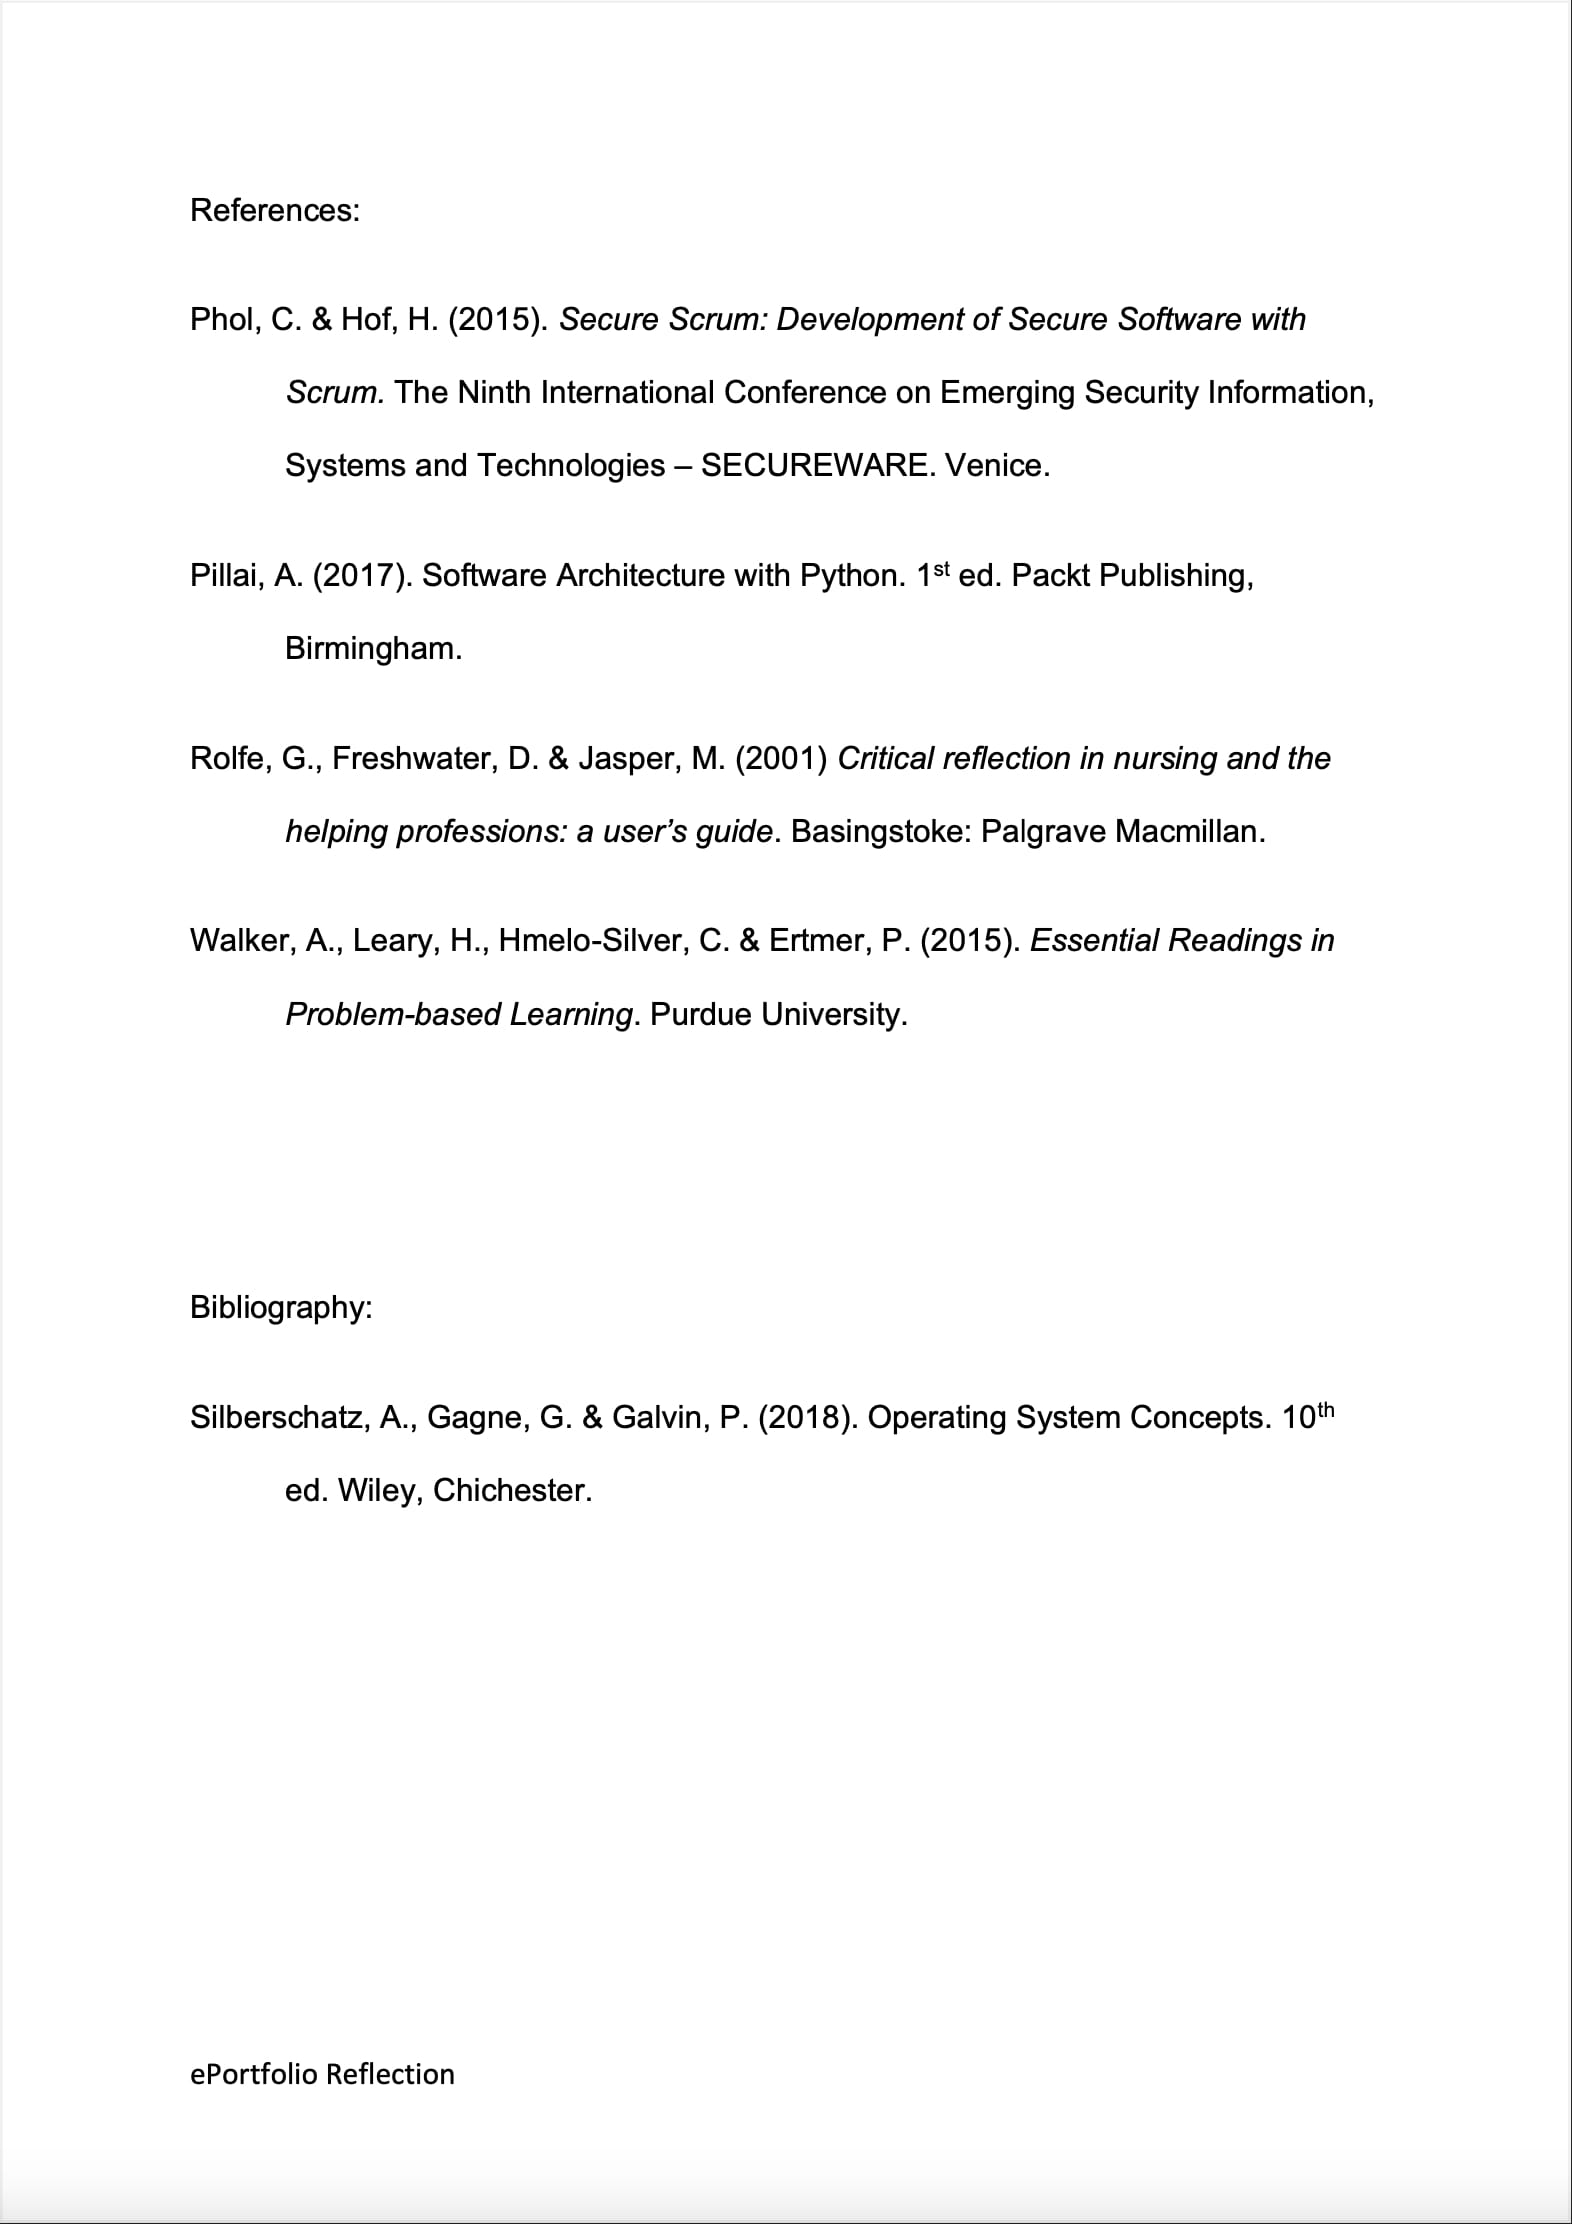 References:
Phol, C. & Hof, H. (2015). Secure Scrum: Development of Secure Software with
Scrum. The Ninth International Conference on Emerging Security Information,
Systems and Technologies – SECUREWARE. Venice.
Pillai, A. (2017). Software Architecture with Python. 1st ed. Packt Publishing,
Birmingham.
Rolfe, G., Freshwater, D. & Jasper, M. (2001) Critical reflection in nursing and the
helping professions: a user’s guide. Basingstoke: Palgrave Macmillan.
Walker, A., Leary, H., Hmelo-Silver, C. & Ertmer, P. (2015). Essential Readings in
Problem-based Learning. Purdue University.
Bibliography:
Silberschatz, A., Gagne, G. & Galvin, P. (2018). Operating System Concepts. 10th
ed. Wiley, Chichester.
ePortfolio Reflection